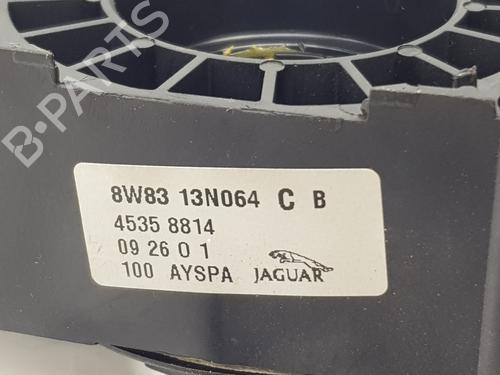 B-PARTS
8W83 13N064 C B
4535 8814
09 26 0 1
100 AYSPA JAGUAR